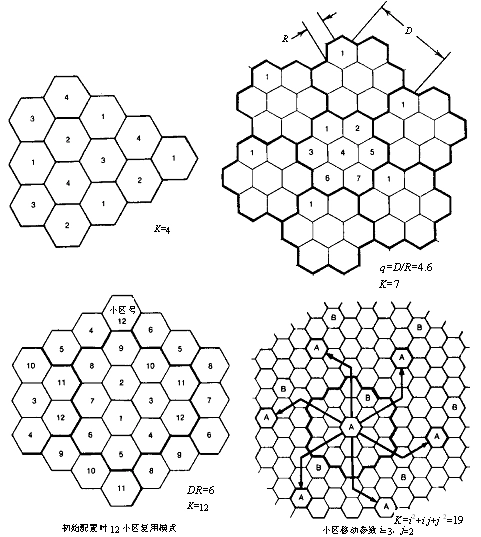 4
3 1
2 4
1 3 1
4 2
3 1
2
K=4
R
D
1
1 1
1 2
1 3 4 5
6 7 1
1
q=D/R=4.6
K=7
小区号
12
4 6
5 9 5
10 8 10 8
11 2 11
3 7 3 7
12 1 12
4 6 4 6
9 5 9
10 8
11
DR=6
K=12
初始配置时12小区复用模式
B
A B
A
B B
B
A
A A
B
B
A
A
K=i²+ij+j²=19
小区移动参数 i=3, j=2